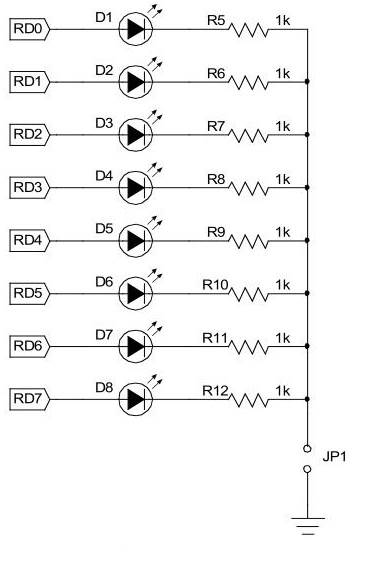 RD0 D1 R5 1k
RD1 D2 R6 1k
RD2 D3 R7 1k
RD3 D4 R8 1k
RD4 D5 R9 1k
RD5 D6 R10 1k
RD6 D7 R11 1k
RD7 D8 R12 1k
JP1